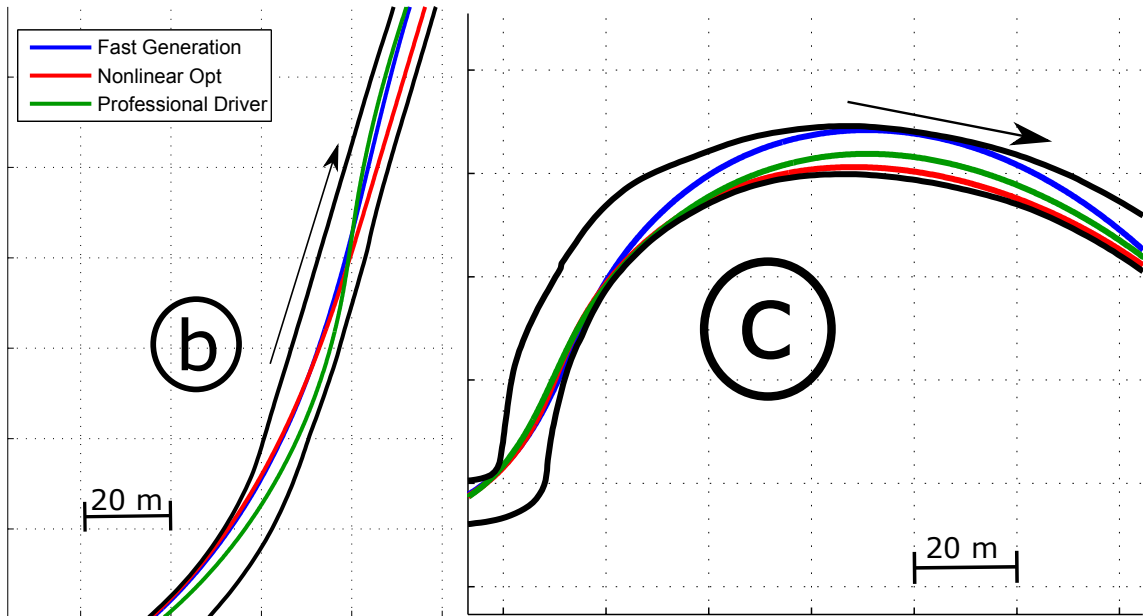 Fast Generation
Nonlinear Opt
Professional Driver
b
20 m
c
20 m